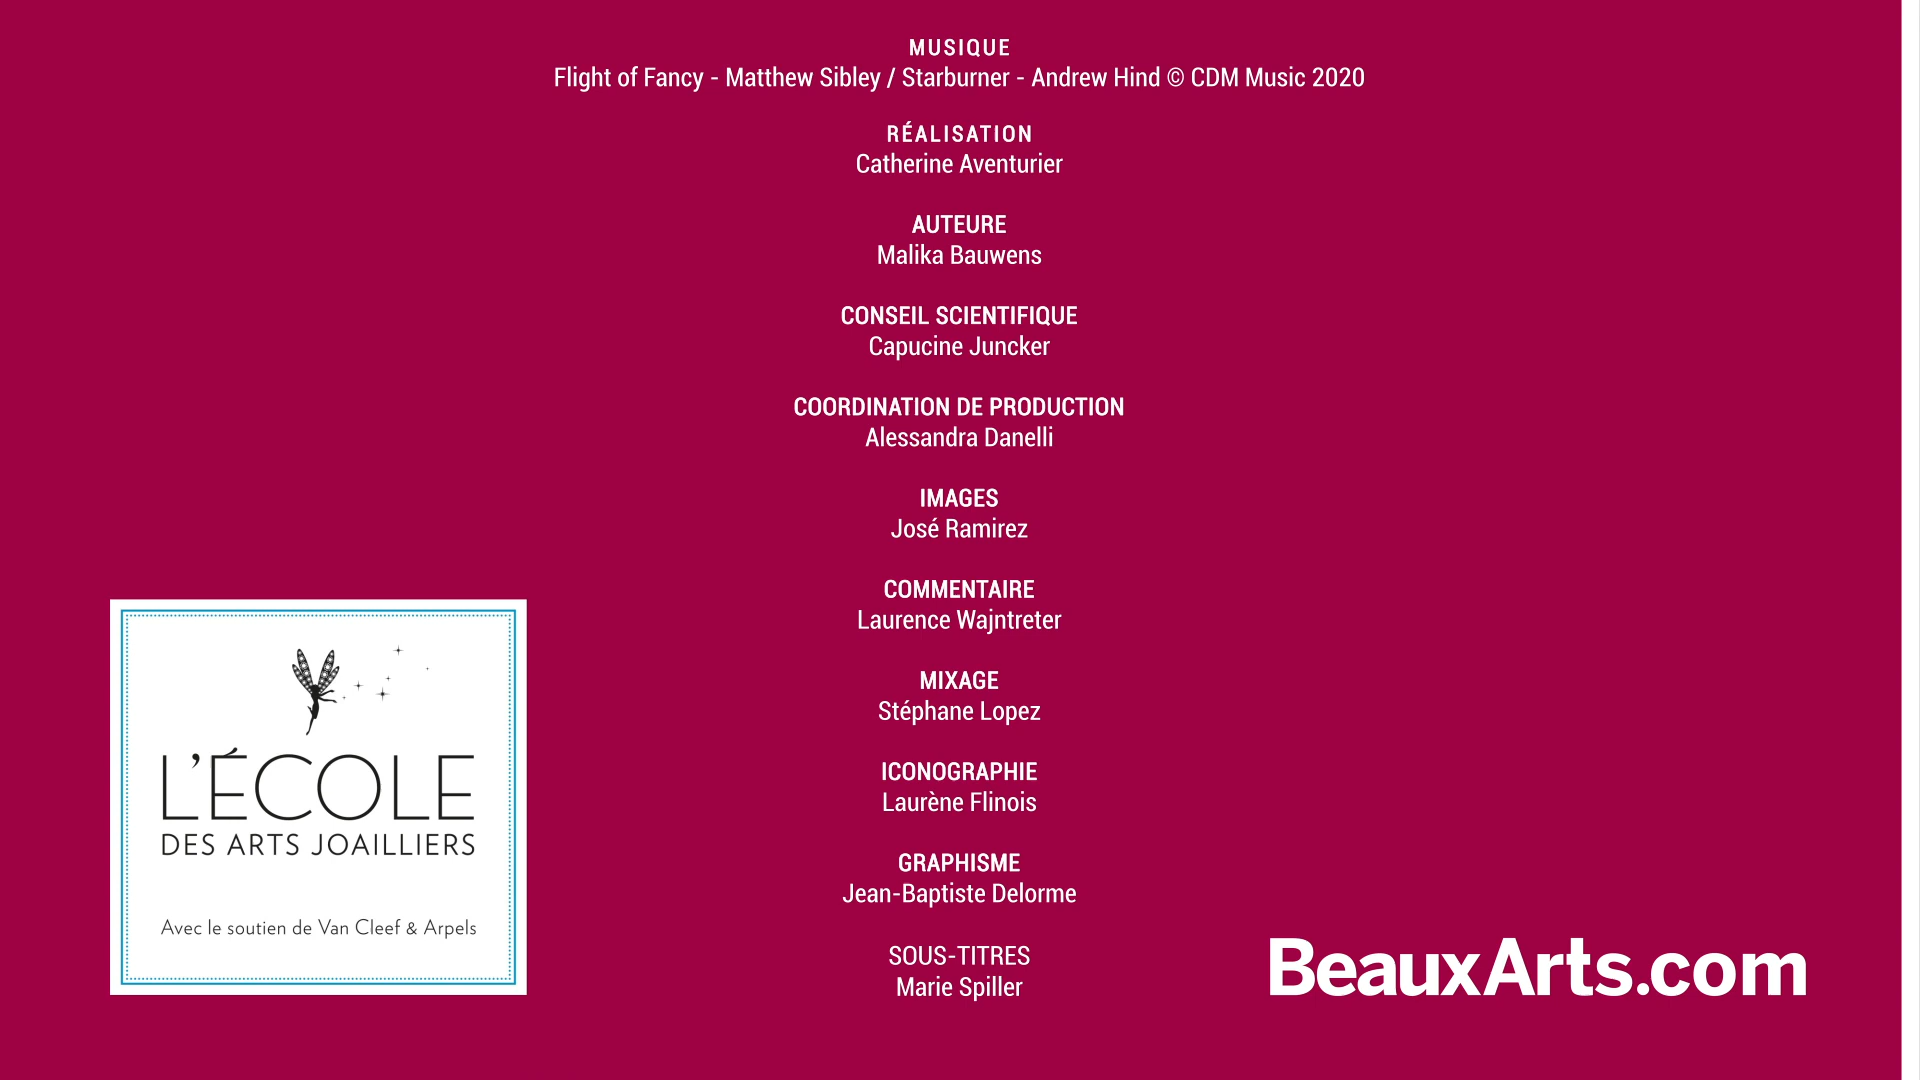 MUSIQUE
Flight of Fancy - Matthew Sibley / Starburner - Andrew Hind © CDM Music 2020
RÉALISATION
Catherine Aventurier
AUTEURE
Malika Bauwens
CONSEIL SCIENTIFIQUE
Capucine Juncker
COORDINATION DE PRODUCTION
Alessandra Danelli
IMAGES
José Ramirez
COMMENTAIRE
Laurence Wajntreter
MIXAGE
Stéphane Lopez
ICONOGRAPHIE
Laurène Flinois
GRAPHISME
Jean-Baptiste Delorme
SOUS-TITRES
Marie Spiller
L'ÉCOLE
DES ARTS JOAILLIERS
Avec le soutien de Van Cleef & Arpels
BeauxArts.com